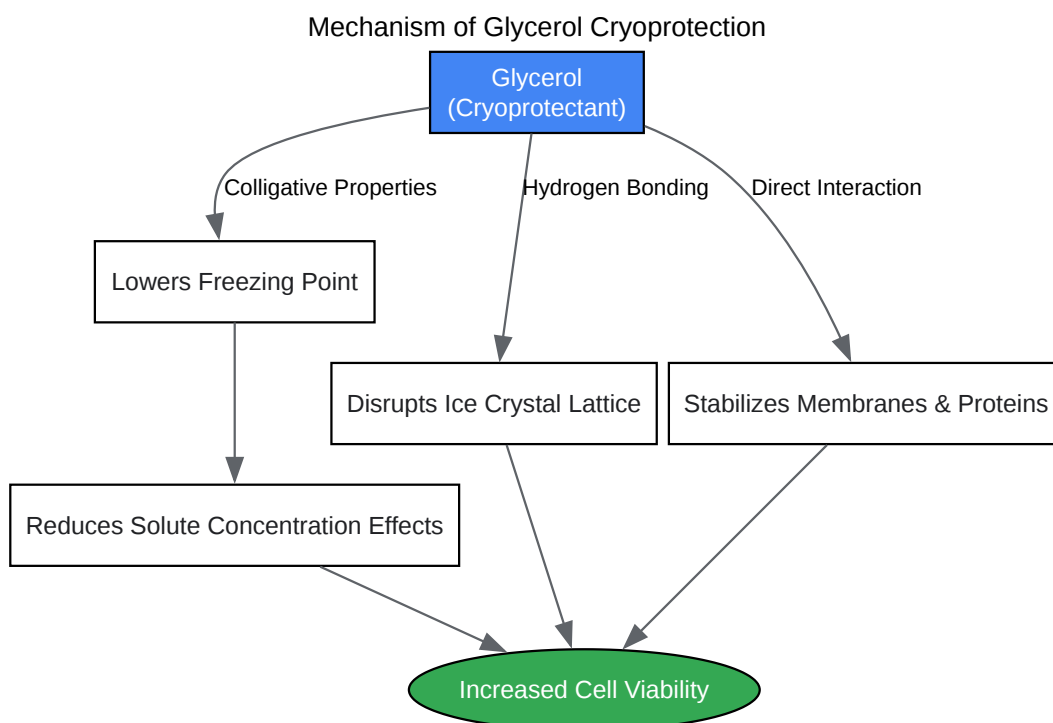 Mechanism of Glycerol Cryoprotection
Glycerol
(Cryoprotectant)
Colligative Properties
Hydrogen Bonding
Direct Interaction
Lowers Freezing Point
Disrupts Ice Crystal Lattice
Stabilizes Membranes & Proteins
Reduces Solute Concentration Effects
Increased Cell Viability